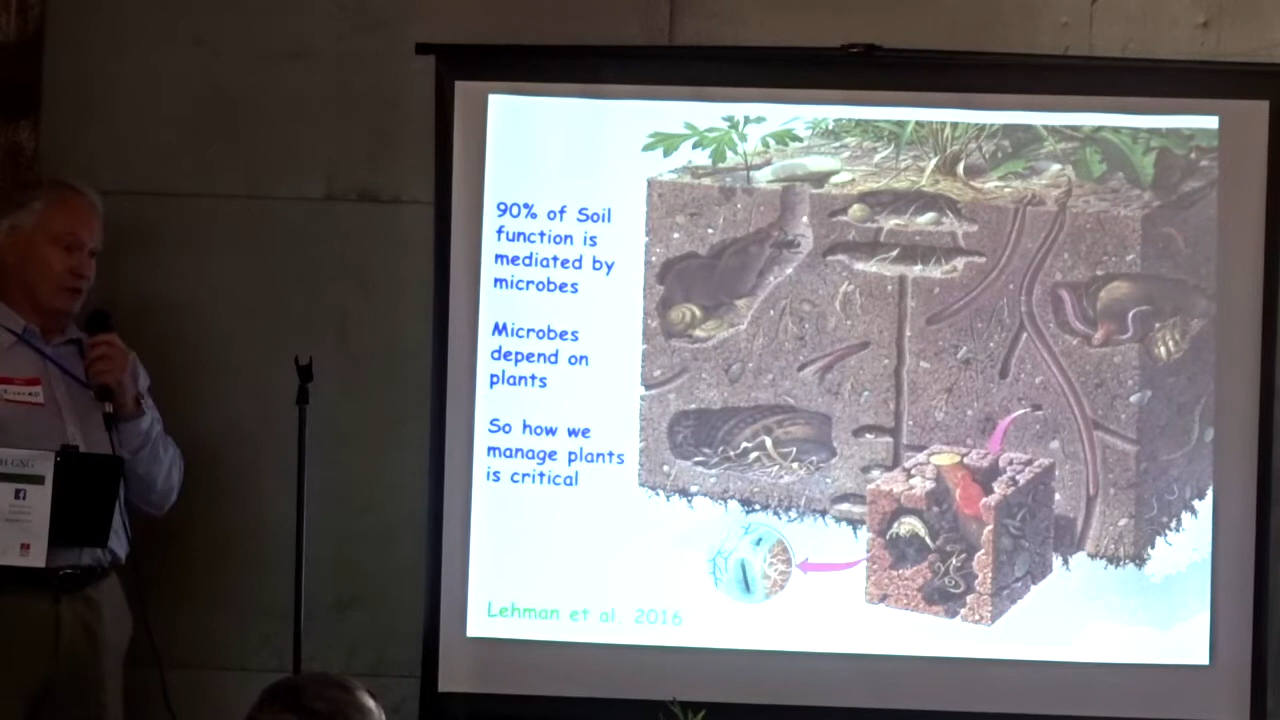 90% of Soil
function is
mediated by
microbes
Microbes
depend on
plants
So how we
manage plants
is critical
Lehman et al. 2016